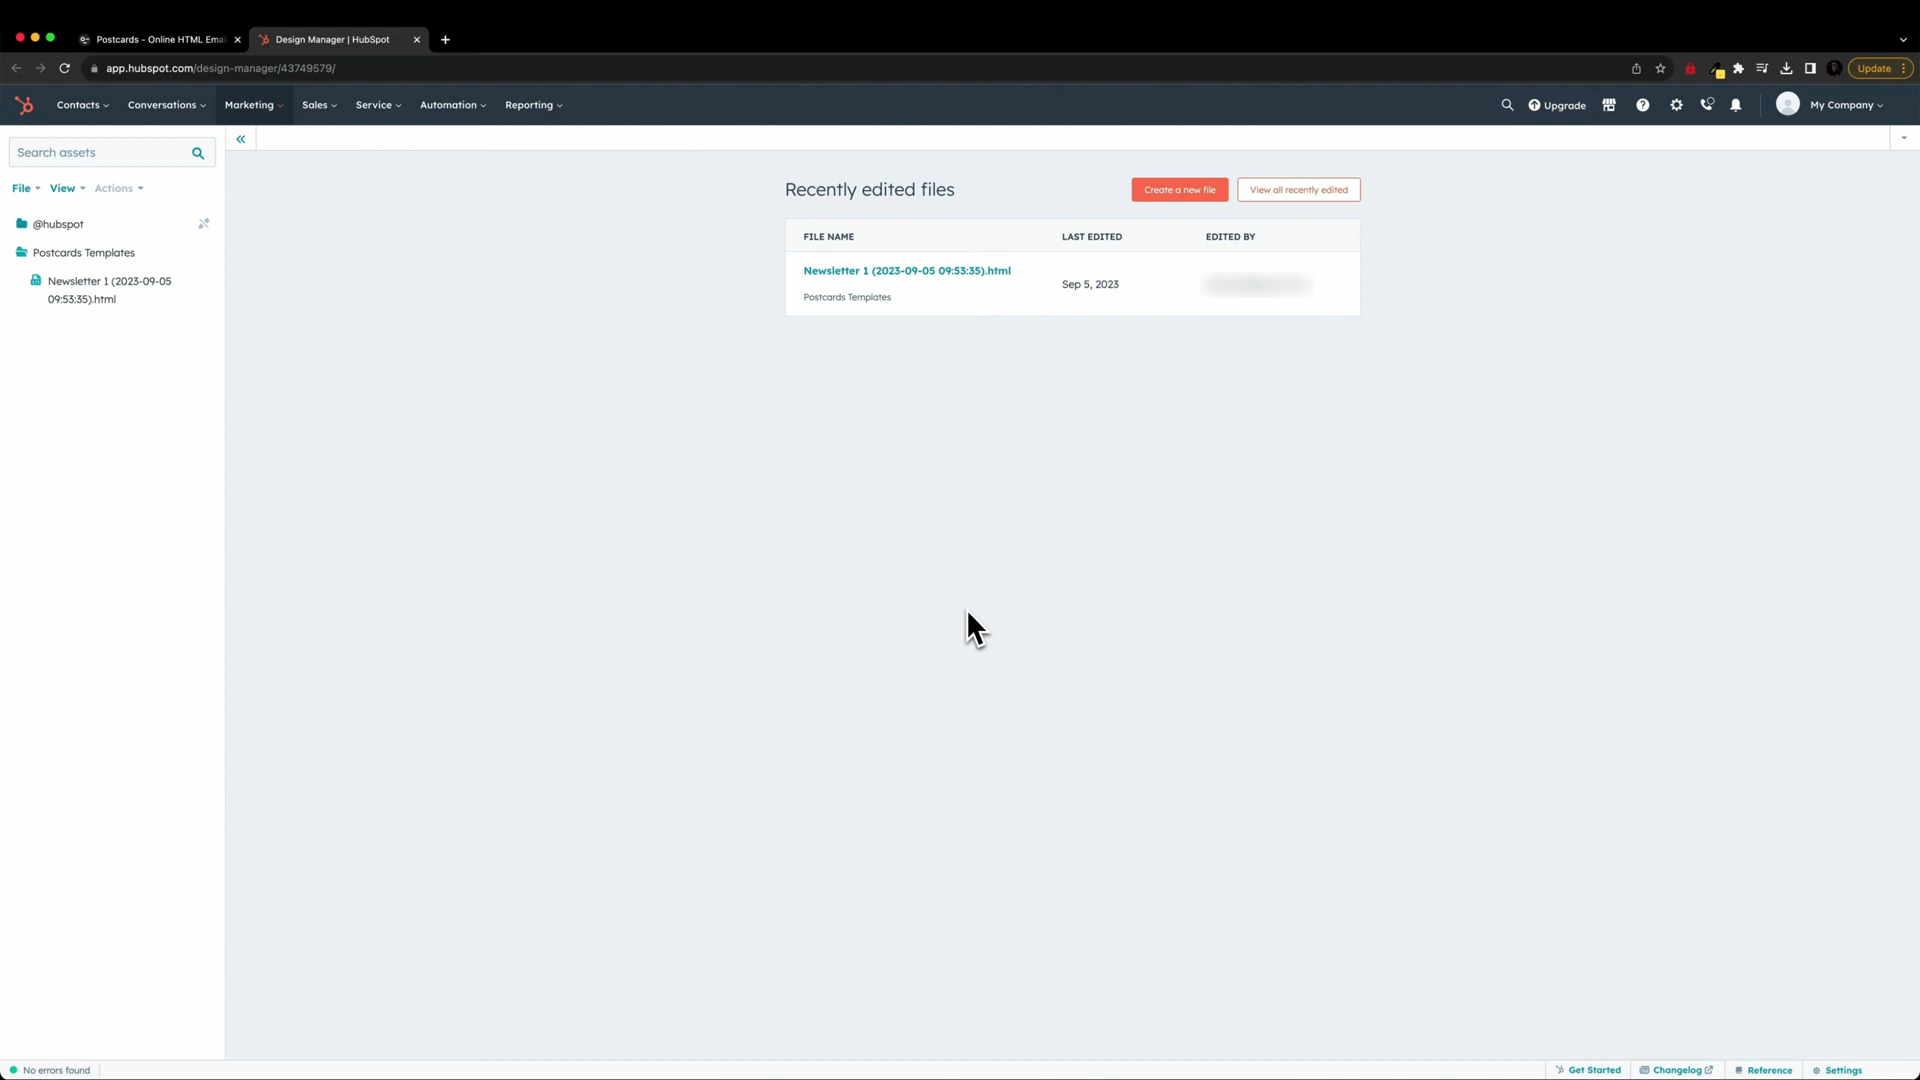 Postcards - Online HTML Ema
Design Manager | HubSpot
app.hubspot.com/design-manager/43749579/
Update
Contacts
Conversations
Marketing
Sales
Service
Automation
Reporting
Upgrade
My Company
Search assets
File
View
Actions
@hubspot
Postcards Templates
Newsletter 1 (2023-09-05
09:53:35).html
Recently edited files
Create a new file
View all recently edited
FILE NAME
LAST EDITED
EDITED BY
Newsletter 1 (2023-09-05 09:53:35).html
Postcards Templates
Sep 5, 2023
No errors found
Get Started
Changelog
Reference
Settings